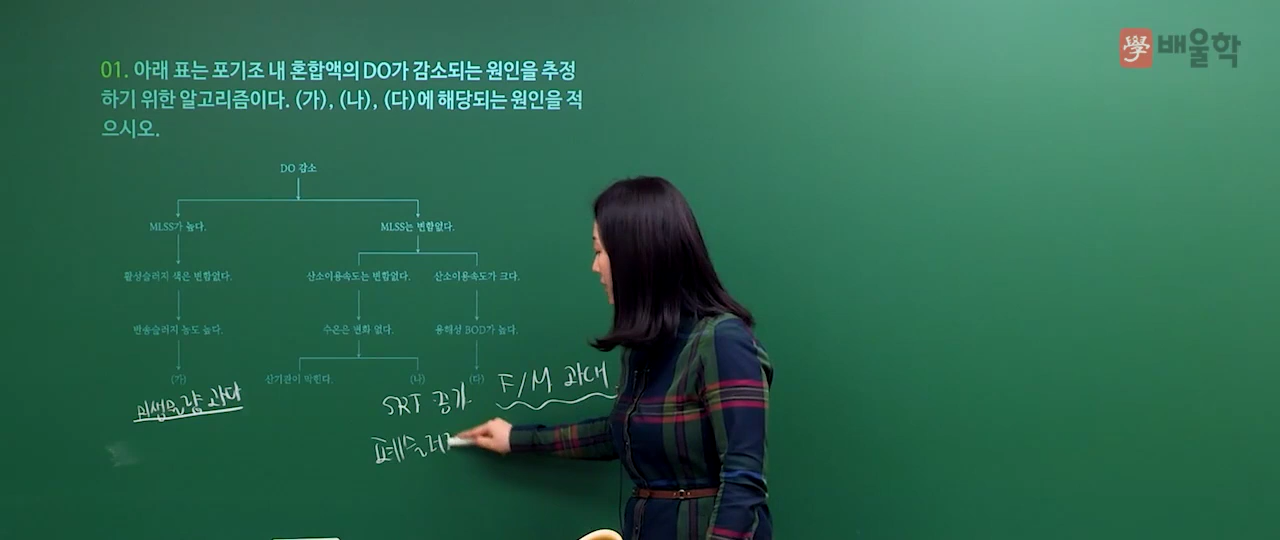 學 배울학
01. 아래 표는 포기조 내 혼합액의 DO가 감소되는 원인을 추정
하기 위한 알고리즘이다. (가), (나), (다)에 해당되는 원인을 적
으시오.
DO 감소
MLSS가 높다.
MLSS는 변함없다.
활성슬러지 색은 변함없다.
산소이용속도는 변함없다.
산소이용속도가 크다.
반송슬러지 농도 높다.
수온은 변화 없다.
용해성 BOD가 높다.
(가)
산기관이 막힌다.
(나)
(다)
미생물량 과다
SRT 증가
F/M 과대
폐슬러